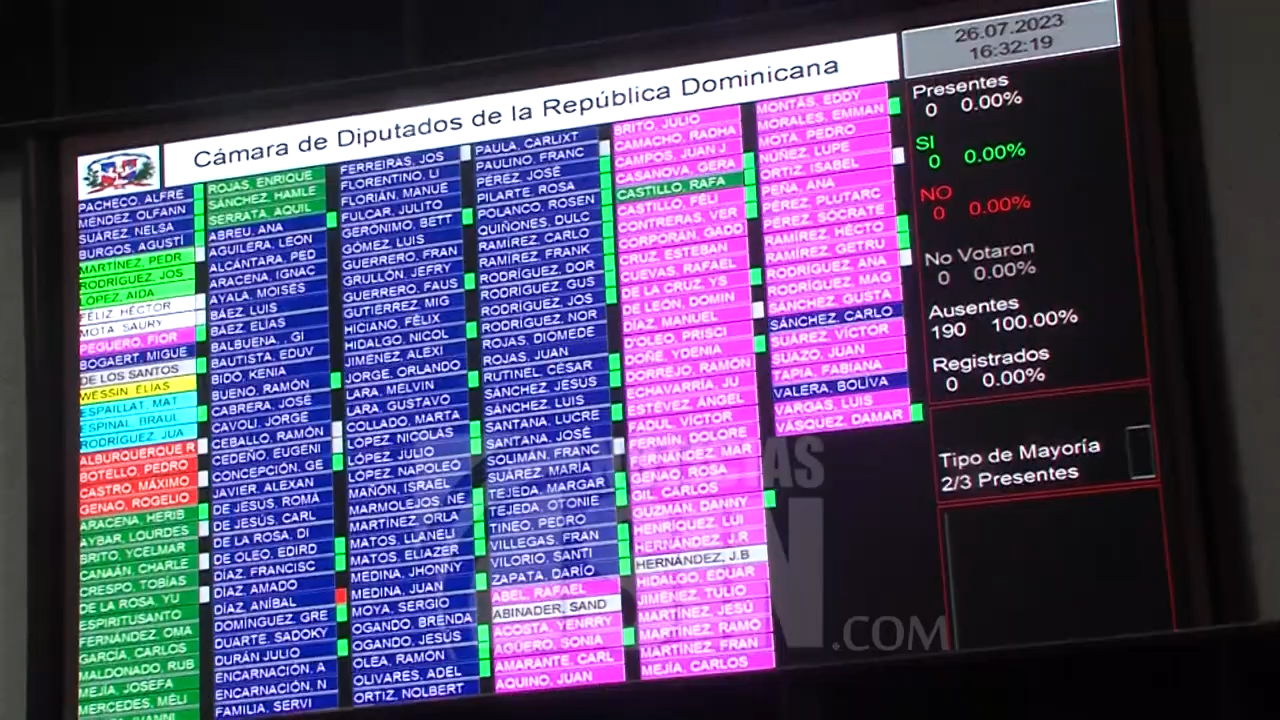 26.07.2023
16:32:19
Cámara de Diputados de la República Dominicana
PACHECO, ALFRE
MÉNDEZ, OLFANN
SUÁREZ, NELSA
BURGOS, AGUSTÍ
MARTÍNEZ, PEDR
RODRÍGUEZ, JOS
LÓPEZ, AIDA
FÉLIZ, HÉCTOR
MOTA, SAURY
PEGUERO, FIOR
BOGAERT, MIGUE
DE LOS SANTOS
WESSIN, ELÍAS
ESPAILLAT, MAT
ESPINAL, BRAUL
RODRÍGUEZ, JUA
ALBURQUERQUE R
BOTELLO, PEDRO
CASTRO, MÁXIMO
GENAO, ROGELIO
ARACENA, HERIB
AYBAR, LOURDES
BRITO, YCELMAR
CANAÁN, CHARLE
CRESPO, TOBÍAS
DE LA ROSA, YU
ESPIRITUSANTO
FERNÁNDEZ, OMA
GARCÍA, CARLOS
MALDONADO, RUB
MEJÍA, JOSEFA
MERCEDES, MÉLI
ROJAS, ENRIQUE
SÁNCHEZ, HAMLE
SERRATA, AQUIL
ABREU, ANA
AGUILERA, LEÓN
ALCÁNTARA, PED
ARACENA, IGNAC
AYALA, MOISÉS
BÁEZ, LUIS
BÁEZ, ELÍAS
BALBUENA, , GI
BAUTISTA, EDUV
BIDO, KENIA
BUENO, RAMÓN
CABRERA, JOSÉ
CAVOLI, JORGE
CEBALLO, RAMÓN
CEDEÑO, EUGENI
CONCEPCIÓN, GE
JAVIER, ALEXAN
DE JESÚS, ROMÁ
DE JESÚS, CARL
DE LA ROSA, DI
DE OLEO, EDIRD
DÍAZ, FRANCISC
DÍAZ, AMADO
DÍAZ, ANÍBAL
DOMÍNGUEZ, GRE
DUARTE, SADOKY
DURÁN JULIO
ENCARNACIÓN, A
ENCARNACIÓN, N
FAMILIA, SERVI
FERREIRAS, JOS
FLORENTINO, LI
FLORIÁN, MANUE
FULCAR, JULITO
GERÓNIMO, BETT
GÓMEZ, LUIS
GUERRERO, FRAN
GRULLÓN, JEFRY
GUERRERO, FAUS
GUTIERREZ, MIG
HICIANO, FÉLIX
HIDALGO, NICOL
JIMÉNEZ, ALEXI
JORGE, ORLANDO
LARA, MELVIN
LARA, GUSTAVO
COLLADO, MARTA
LÓPEZ, NICOLAS
LÓPEZ, JULIO
LÓPEZ, NAPOLEÓ
MAÑÓN, ISRAEL
MARMOLEJOS, NE
MARTÍNEZ, ORLA
MATOS, LLANELI
MATOS, ELIAZER
MEDINA, JHONNY
MEDINA, JUAN
MOYA, SERGIO
OGANDO, BRENDA
OGANDO, JESÚS
OLEA, RAMÓN
OLIVARES, ADEL
ORTIZ, NOLBERT
PAULA, CARLIXT
PAULINO, FRANC
PÉREZ, JOSÉ
PILARTE, ROSA
POLANCO, ROSEN
QUIÑONES, DULC
RAMÍREZ, CARLO
RAMÍREZ, FRANK
RODRÍGUEZ, DOR
RODRÍGUEZ, GUS
RODRÍGUEZ, JOS
RODRÍGUEZ, NOR
ROJAS, DIOMEDE
ROJAS, JUAN
RUTINEL, CÉSAR
SÁNCHEZ, JESUS
SÁNCHEZ, LUIS
SANTANA, LUCRE
SANTANA, JOSÉ
SOLIMÁN, FRANC
SUÁREZ, MARÍA
TEJEDA, MARGAR
TEJEDA, OTONIE
TINEO, PEDRO
VILLEGAS, FRAN
VILORIO, SANTI
ZAPATA, DARÍO
ABEL, RAFAEL
ABINADER, SAND
ACOSTA, YENRRY
AGÜERO, SONIA
AMARANTE, CARL
AQUINO, JUAN
BRITO, JULIO
CAMACHO, RADHA
CAMPOS, JUAN J
CASANOVA, GERA
CASTILLO, RAFA
CASTILLO, FÉLI
CONTRERAS, VER
CORPORÁN, GADD
CRUZ, ESTEBAN
CUEVAS, RAFAEL
DE LA CRUZ, YS
DE LEÓN, DOMIN
DÍAZ, MANUEL
D'OLEO, PRISCI
DOÑÉ, YDENIA
DORREJO, RAMON
ECHAVARRÍA, JU
ESTÉVEZ, ÁNGEL
FADUL, VÍCTOR
FERMÍN, DOLORE
FERNÁNDEZ, MAR
GENAO, ROSA
GIL, CARLOS
GUZMÁN, DANNY
HENRÍQUEZ, LUI
HERNÁNDEZ, J.R
HERNÁNDEZ, J.B
HIDALGO, EDUAR
JIMÉNEZ, TULIO
MARTÍNEZ, JESÚ
MARTÍNEZ, RAMÓ
MARTÍNEZ, FRAN
MEJÍA, CARLOS
MONTÁS, EDDY
MORALES, EMMAN
MOTA, PEDRO
NÚÑEZ, LUPE
ORTIZ, ISABEL
PEÑA, ANA
PÉREZ, PLUTARC
PÉREZ, SÓCRATE
RAMÍREZ, HÉCTO
RAMÍREZ, GETRU
RODRÍGUEZ, ANA
RODRÍGUEZ, MAG
SÁNCHEZ, GUSTA
SÁNCHEZ, CARLO
SUÁREZ, VÍCTOR
SUAZO, JUAN
TAPIA, FABIANA
VALERA, BOLÍVA
VARGAS, LUIS
VÁSQUEZ, DAMAR
Presentes
0 0.00%
SI
0 0.00%
NO
0 0.00%
No Votaron
0 0.00%
Ausentes
190 100.00%
Registrados
0 0.00%
Tipo de Mayoría
2/3 Presentes
.COM